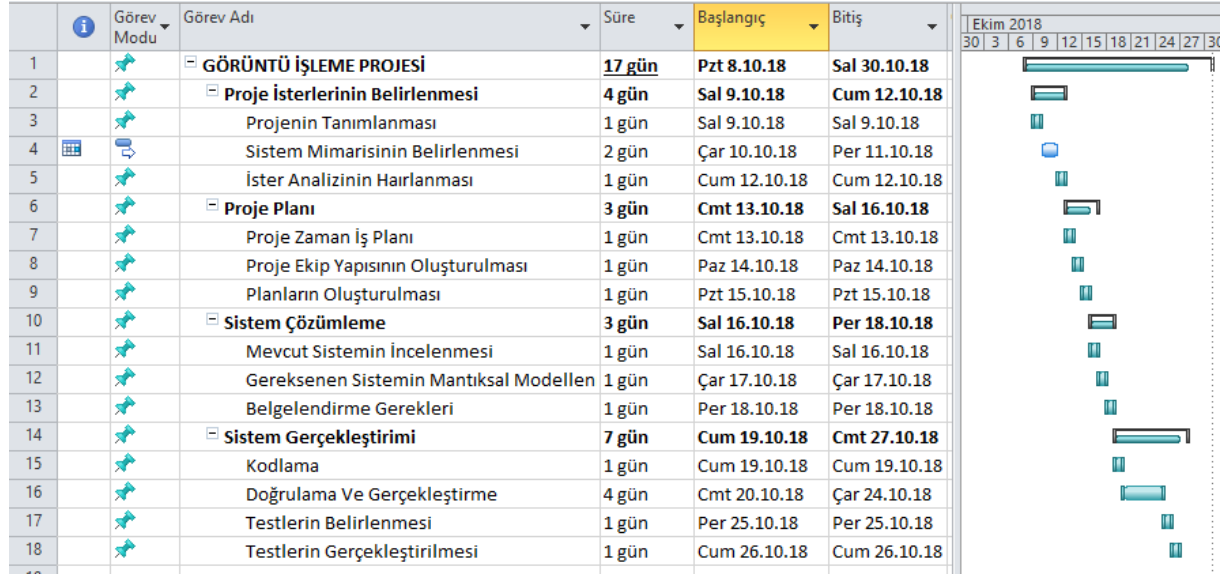 Görev Modu Görev Adı Süre Başlangıç Bitiş
Ekim 2018
30 3 6 9 12 15 18 21 24 27 30
1 GÖRÜNTÜ İŞLEME PROJESİ 17 gün Pzt 8.10.18 Sal 30.10.18
2 Proje İsterlerinin Belirlenmesi 4 gün Sal 9.10.18 Cum 12.10.18
3 Projenin Tanımlanması 1 gün Sal 9.10.18 Sal 9.10.18
4 Sistem Mimarisinin Belirlenmesi 2 gün Çar 10.10.18 Per 11.10.18
5 İster Analizinin Haırlanması 1 gün Cum 12.10.18 Cum 12.10.18
6 Proje Planı 3 gün Cmt 13.10.18 Sal 16.10.18
7 Proje Zaman İş Planı 1 gün Cmt 13.10.18 Cmt 13.10.18
8 Proje Ekip Yapısının Oluşturulması 1 gün Paz 14.10.18 Paz 14.10.18
9 Planların Oluşturulması 1 gün Pzt 15.10.18 Pzt 15.10.18
10 Sistem Çözümleme 3 gün Sal 16.10.18 Per 18.10.18
11 Mevcut Sistemin İncelenmesi 1 gün Sal 16.10.18 Sal 16.10.18
12 Gereksenen Sistemin Mantıksal Modellen 1 gün Çar 17.10.18 Çar 17.10.18
13 Belgelendirme Gerekleri 1 gün Per 18.10.18 Per 18.10.18
14 Sistem Gerçekleştirimi 7 gün Cum 19.10.18 Cmt 27.10.18
15 Kodlama 1 gün Cum 19.10.18 Cum 19.10.18
16 Doğrulama Ve Gerçekleştirme 4 gün Cmt 20.10.18 Çar 24.10.18
17 Testlerin Belirlenmesi 1 gün Per 25.10.18 Per 25.10.18
18 Testlerin Gerçekleştirilmesi 1 gün Cum 26.10.18 Cum 26.10.18